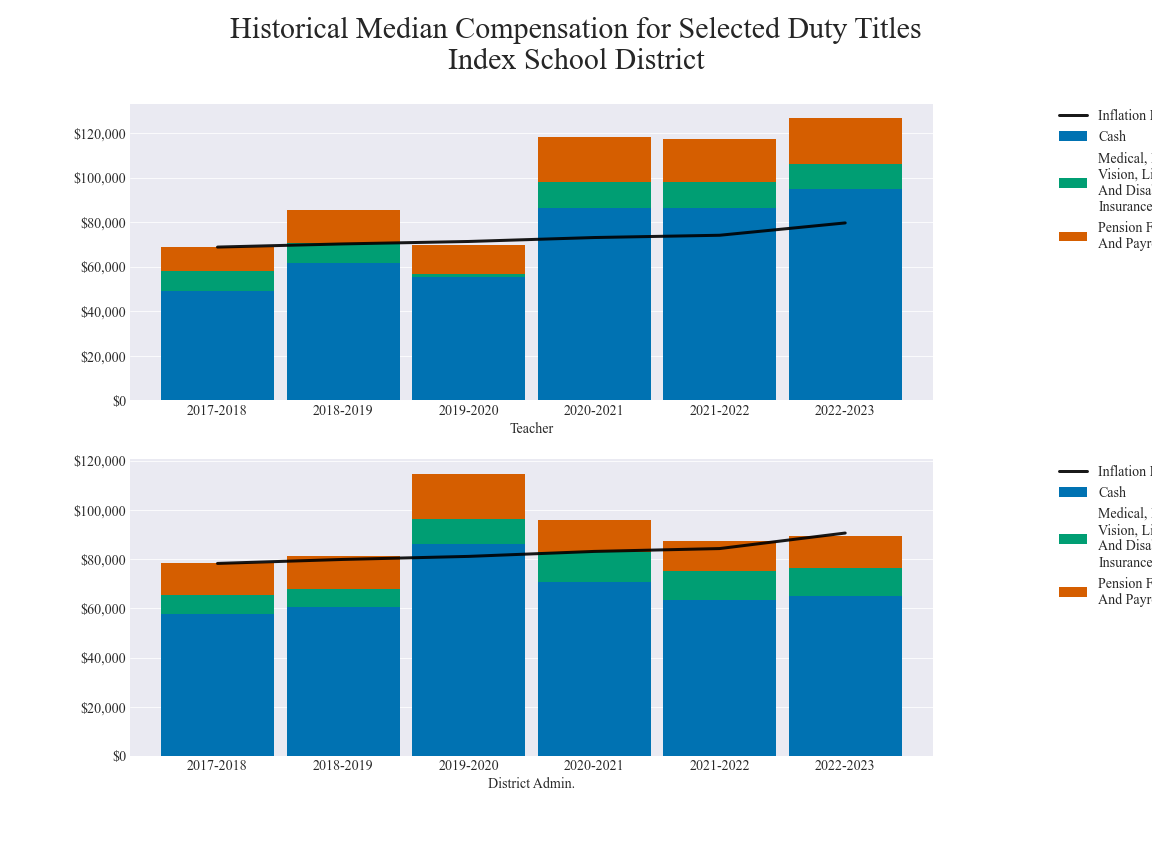 Historical Median Compensation for Selected Duty Titles
Index School District
$120,000
$100,000
$80,000
$60,000
$40,000
$20,000
$0
2017-2018 2018-2019 2019-2020 2020-2021 2021-2022 2022-2023
Teacher
Inflation
Cash
Medical,
Vision,
And
Insurance
Pension
And
$120,000
$100,000
$80,000
$60,000
$40,000
$20,000
$0
2017-2018 2018-2019 2019-2020 2020-2021 2021-2022 2022-2023
District Admin.
Inflation
Cash
Medical,
Vision,
And
Insurance
Pension
And